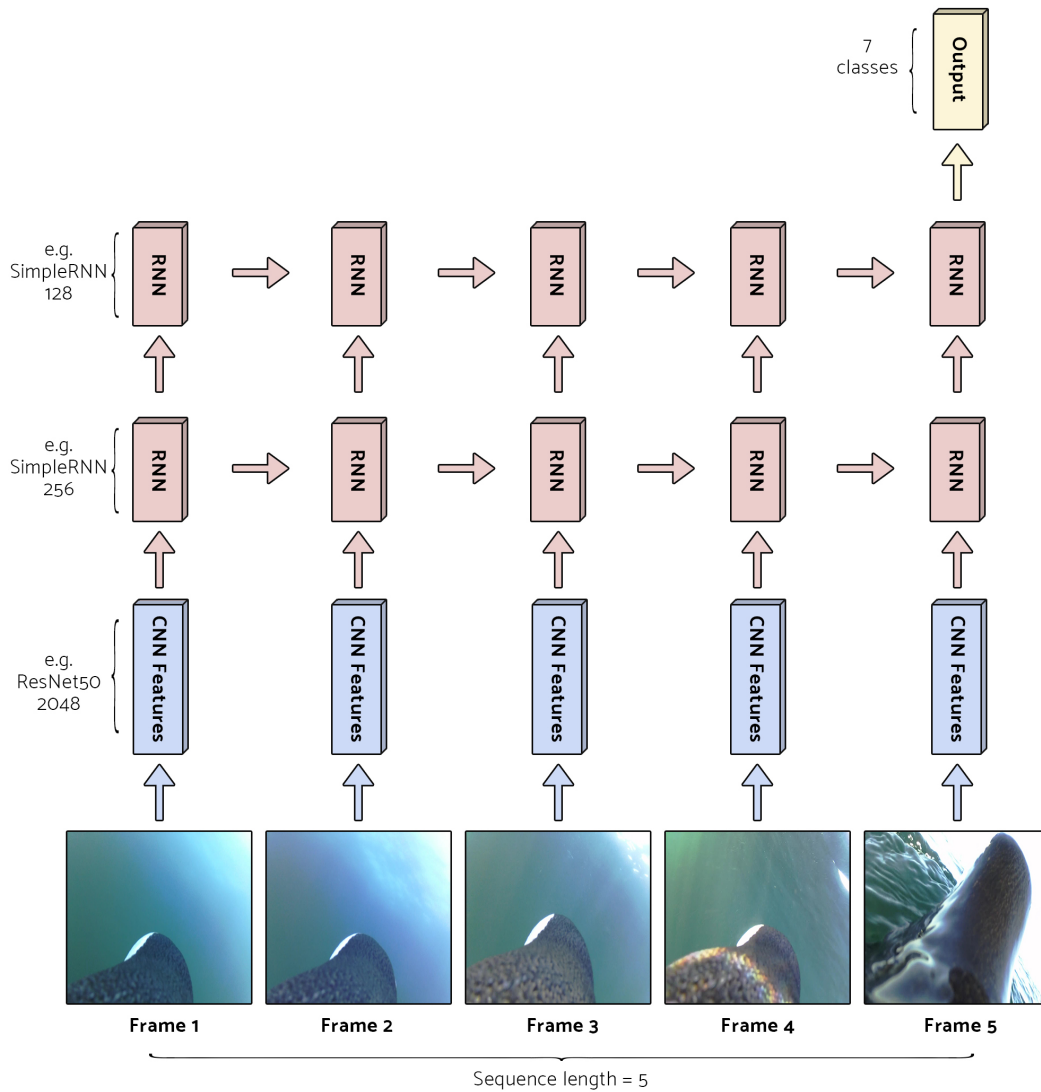 7
classes
Output
e.g.
SimpleRNN
128
RNN
RNN
RNN
RNN
RNN
e.g.
SimpleRNN
256
RNN
RNN
RNN
RNN
RNN
e.g.
ResNet50
2048
CNN Features
CNN Features
CNN Features
CNN Features
CNN Features
Frame 1
Frame 2
Frame 3
Frame 4
Frame 5
Sequence length = 5